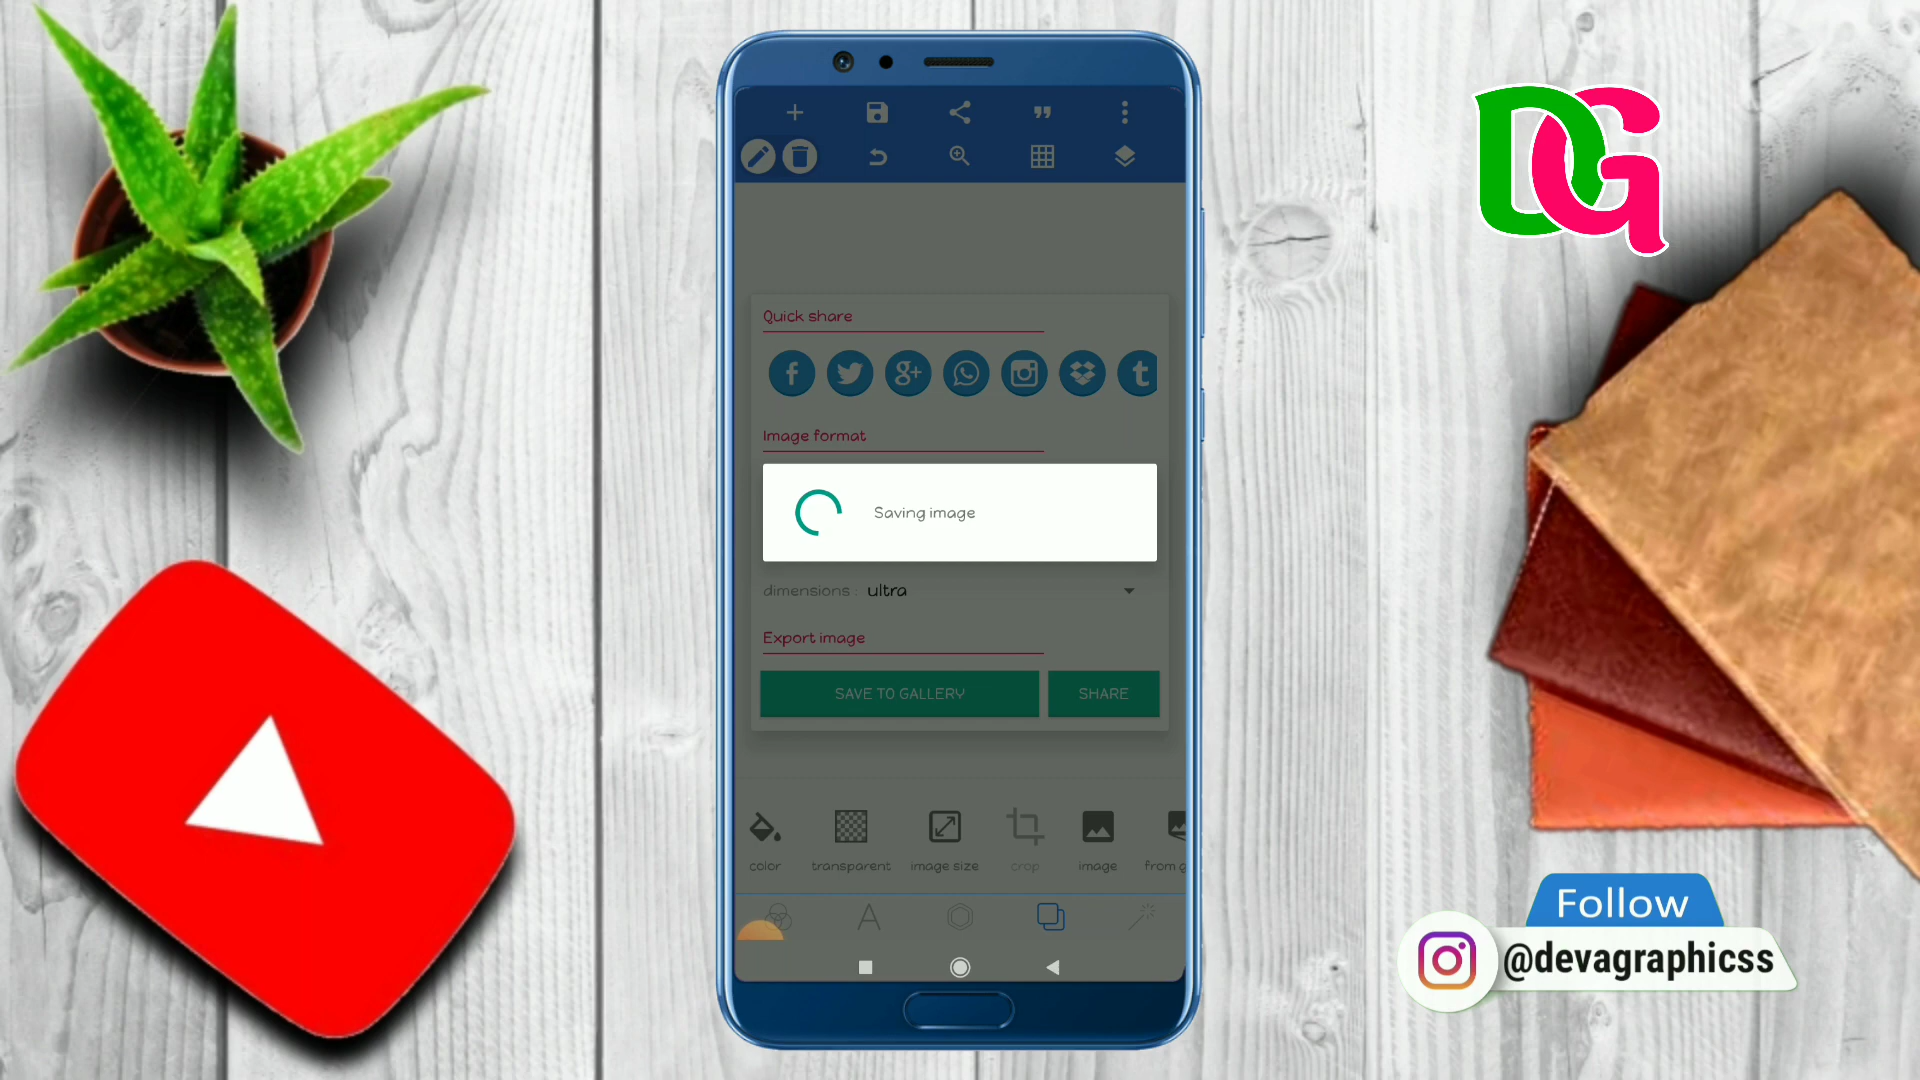 DG
Quick share
Image format
Saving image
dimensions : ultra
Export image
SAVE TO GALLERY
SHARE
color
transparent
image size
crop
image
from g
Follow
@devagraphicss